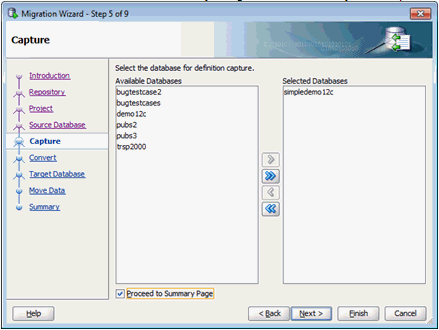 Migration Wizard - Step 5 of 9
Capture
Introduction
Repository
Project
Source Database
Capture
Convert
Target Database
Move Data
Summary
Select the database for definition capture.
Available Databases
bugtestcase2
bugtestcases
demo12c
pubs2
pubs3
trsp2000
Selected Databases
simpledemo12c
Proceed to Summary Page
Help
< Back
Next >
Finish
Cancel